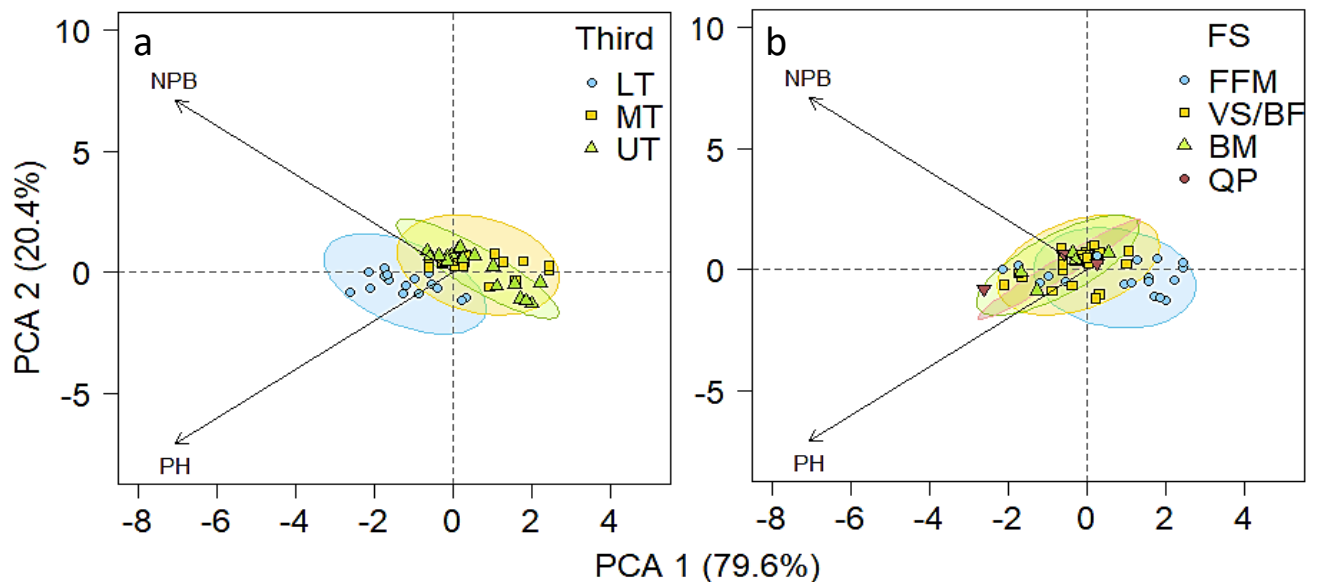 a
Third
LT
MT
UT
NPB
PH
10
5
0
-5
-8 -6 -4 -2 0 2 4
PCA 2 (20.4%)
b
FS
FFM
VS/BF
BM
QP
NPB
PH
10
5
0
-5
-8 -6 -4 -2 0 2 4
PCA 1 (79.6%)